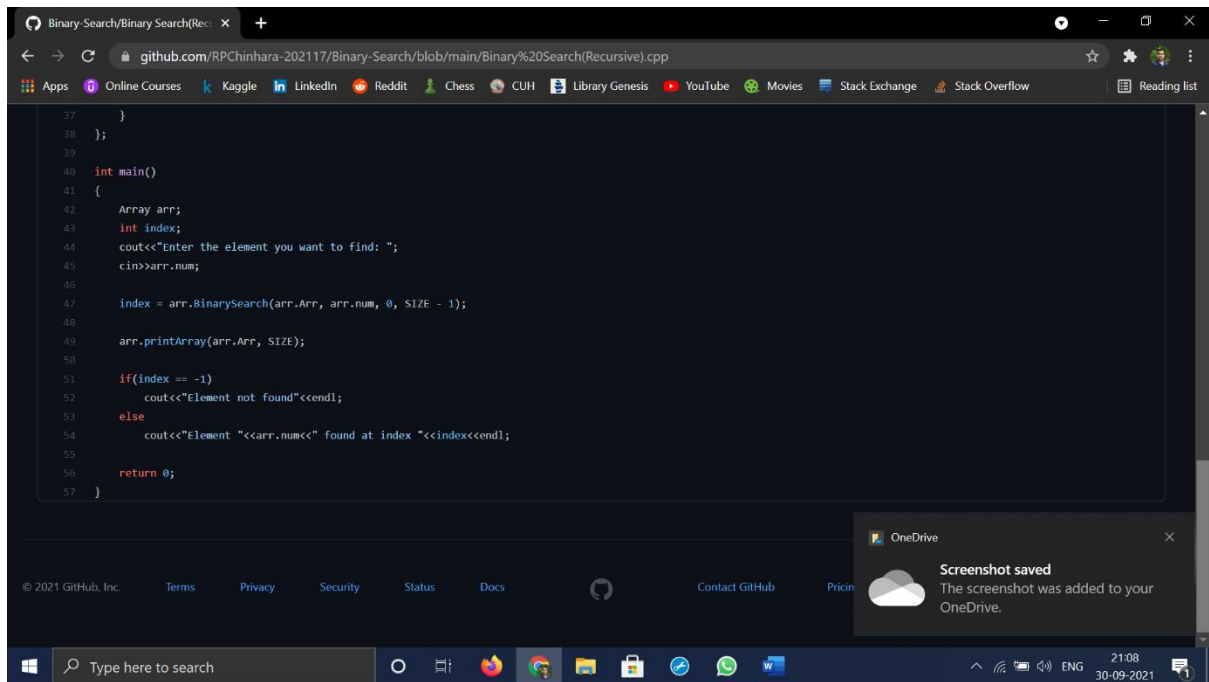 Binary-Search/Binary Search(Rec
github.com/RPChinhara-202117/Binary-Search/blob/main/Binary%20Search(Recursive).cpp
Apps Online Courses Kaggle LinkedIn Reddit Chess CUH Library Genesis YouTube Movies Stack Exchange Stack Overflow Reading list
37 }
38 };
39
40 int main()
41 {
42 Array arr;
43 int index;
44 cout<<"Enter the element you want to find: ";
45 cin>>arr.num;
46
47 index = arr.BinarySearch(arr.Arr, arr.num, 0, SIZE - 1);
48
49 arr.printArray(arr.Arr, SIZE);
50
51 if(index == -1)
52 cout<<"Element not found"<<endl;
53 else
54 cout<<"Element "<<arr.num<<" found at index "<<index<<endl;
55
56 return 0;
57 }
© 2021 GitHub, Inc. Terms Privacy Security Status Docs Contact GitHub Pricin
OneDrive
Screenshot saved
The screenshot was added to your
OneDrive.
Type here to search
ENG
21:08
30-09-2021
1